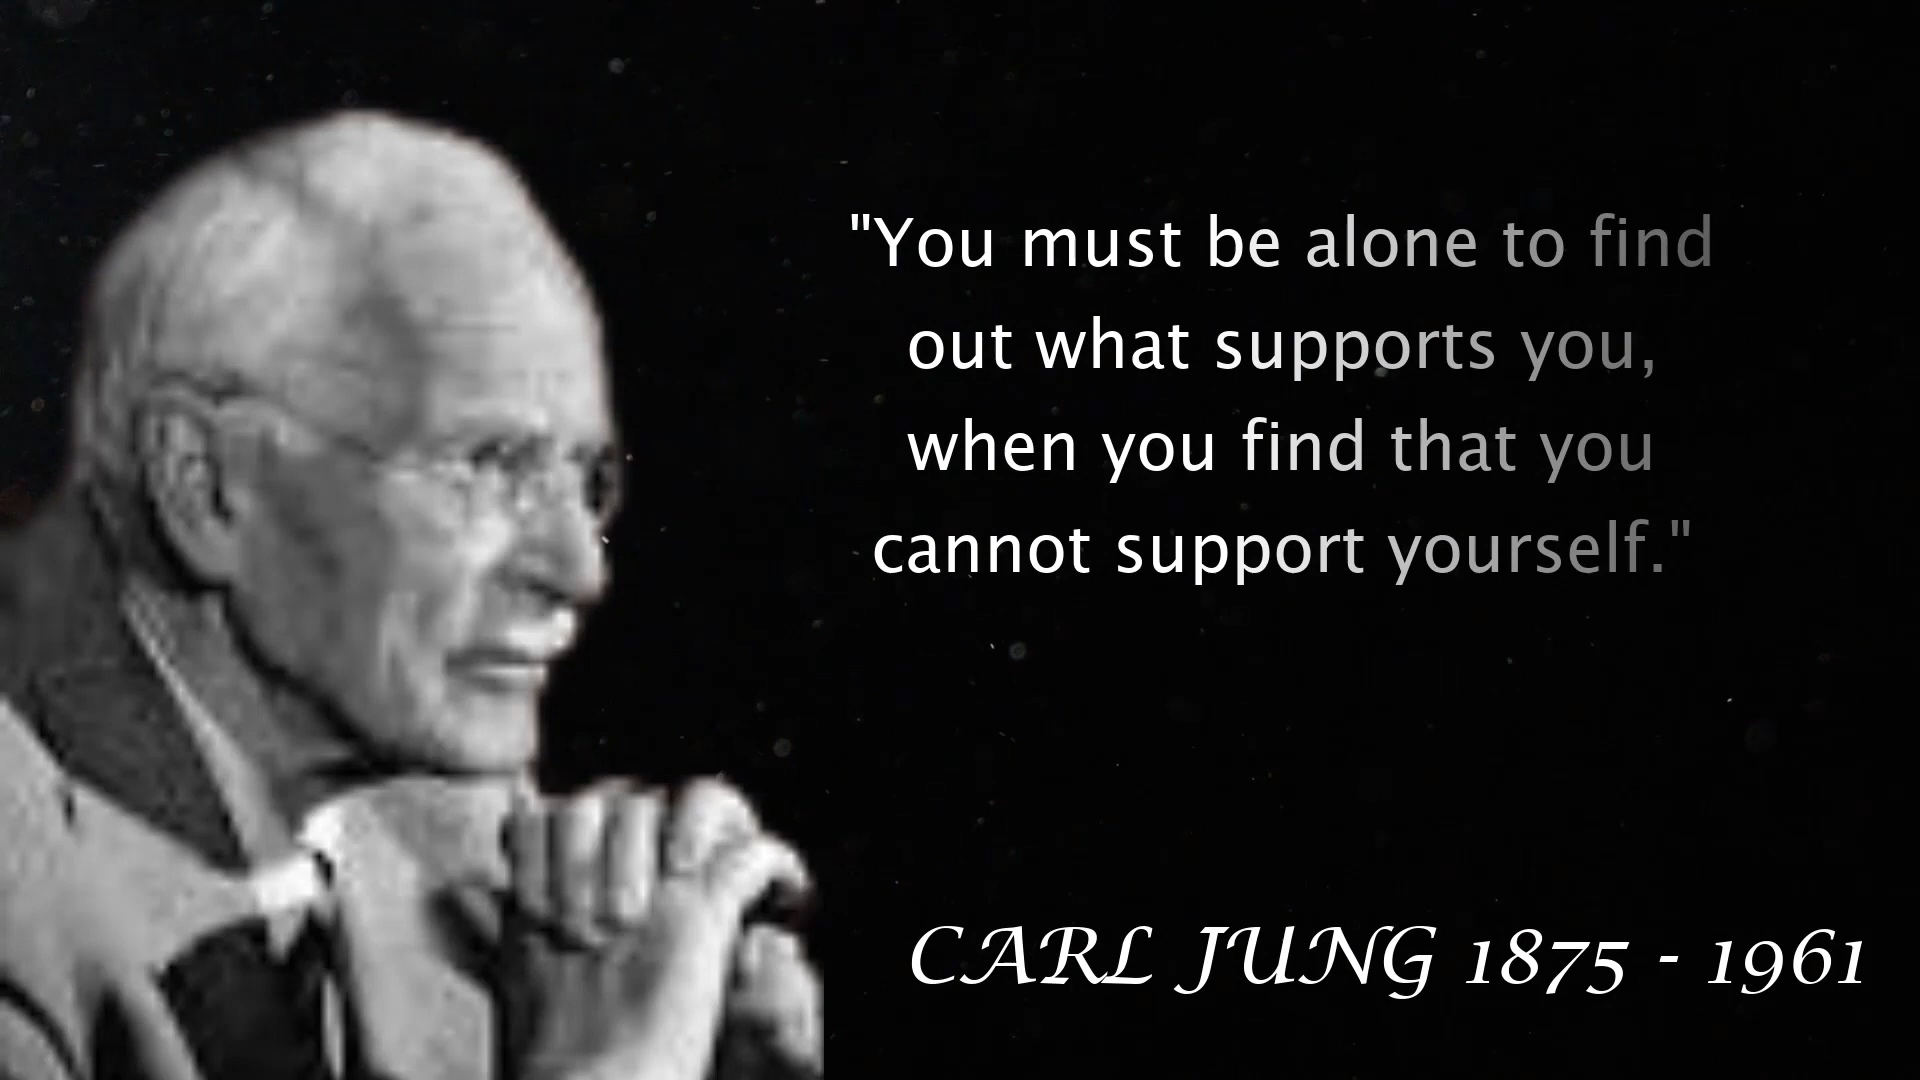 "You must be alone to find
out what supports you,
when you find that you
cannot support yourself."
CARL JUNG 1875 - 1961